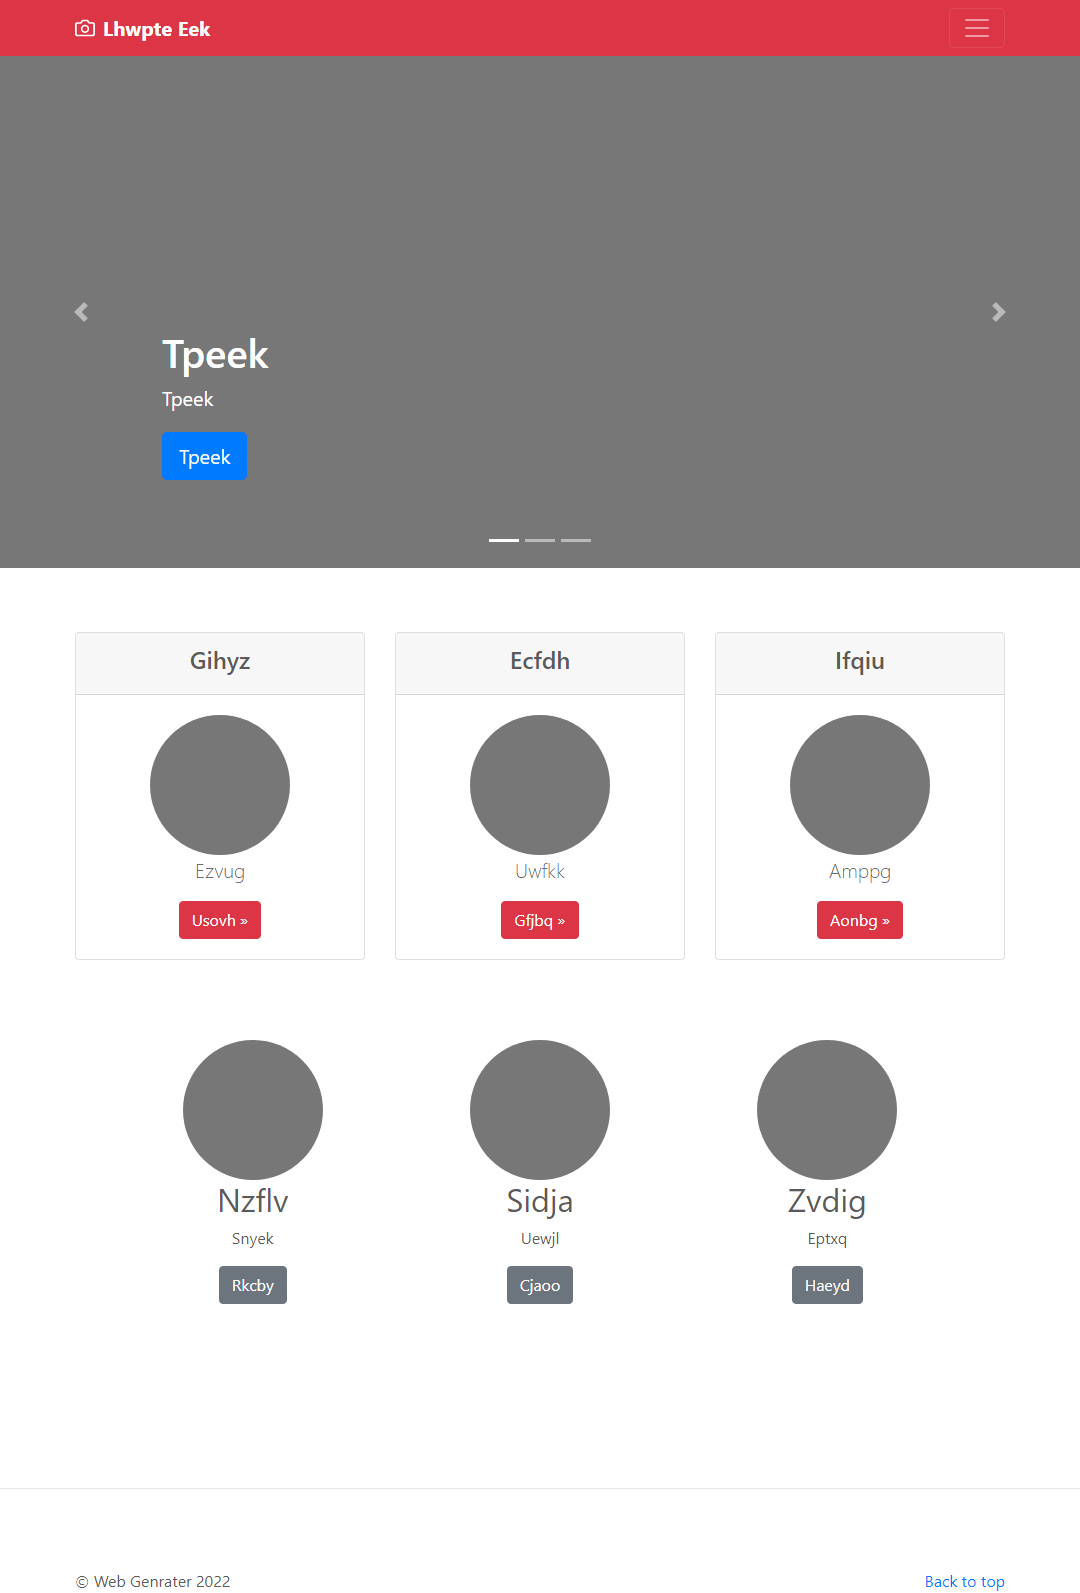 Lhwpte Eek
Tpeek
Tpeek
Tpeek
Gihyz
Ecfdh
Ifqiu
Ezvug
Uwfkk
Amppg
Usovh »
Gfjbq »
Aonbg »
Nzflv
Sidja
Zvdig
Snyek
Uewjl
Eptxq
Rkcby
Cjaoo
Haeyd
© Web Genrater 2022
Back to top